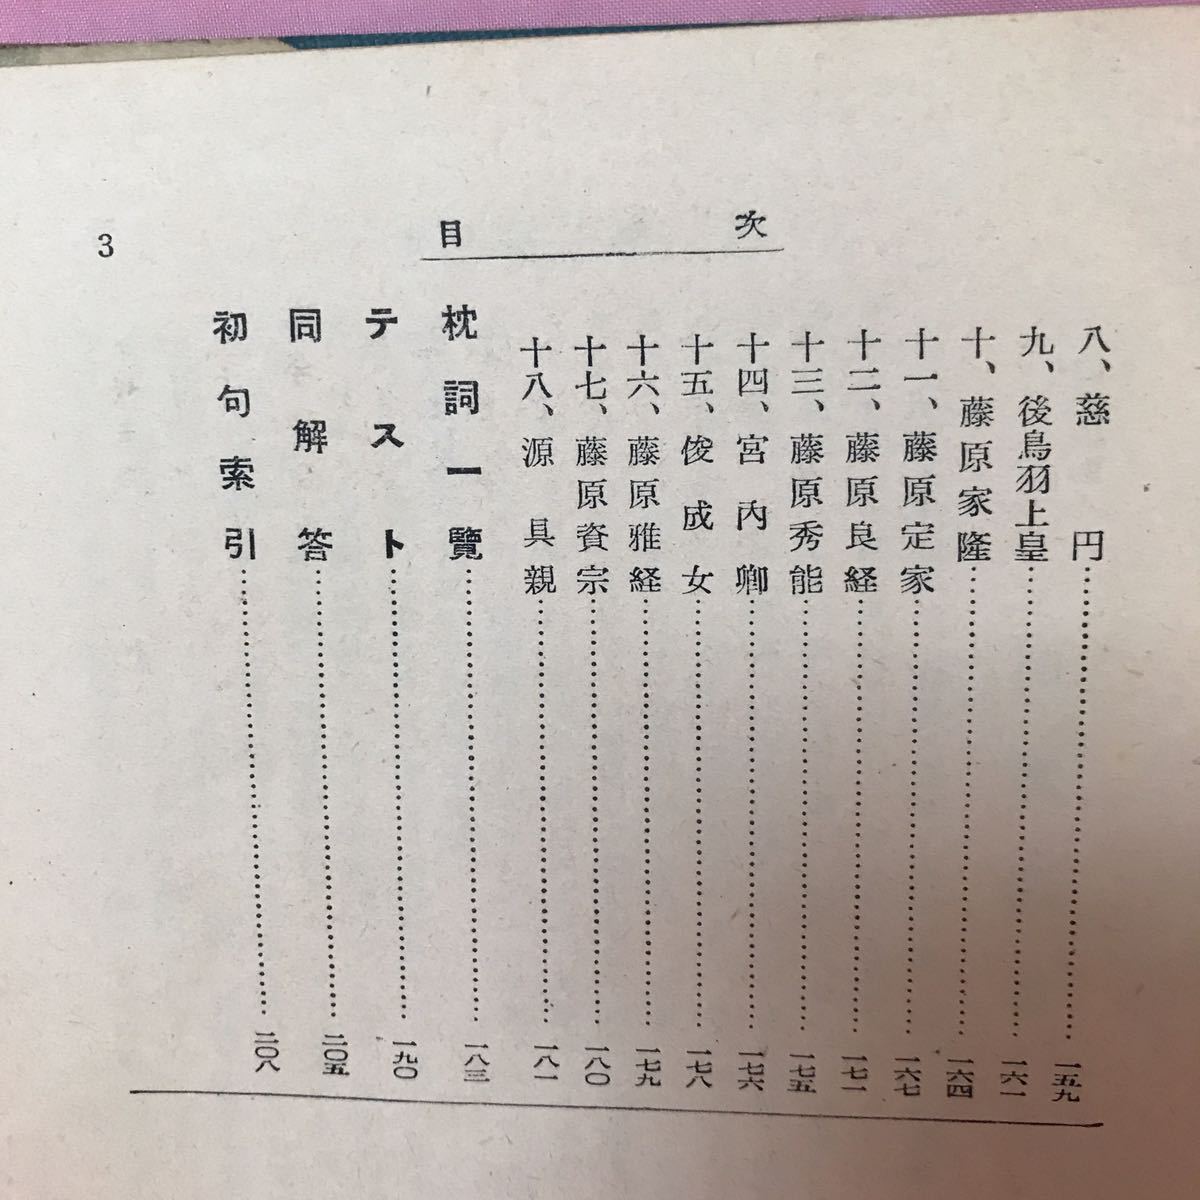 目次
3
八、慈円……一五九
九、後鳥羽上皇……一六一
十、藤原家隆……一六四
十一、藤原定家……一六七
十二、藤原良経……一七一
十三、藤原秀能……一七五
十四、宮内卿……一七六
十五、俊成女……一七八
十六、藤原雅経……一七九
十七、藤原資宗……一八〇
十八、源具親……一八一
枕詞一覽……一八三
テスト……一九〇
同解答……二〇五
初句索引……二〇八